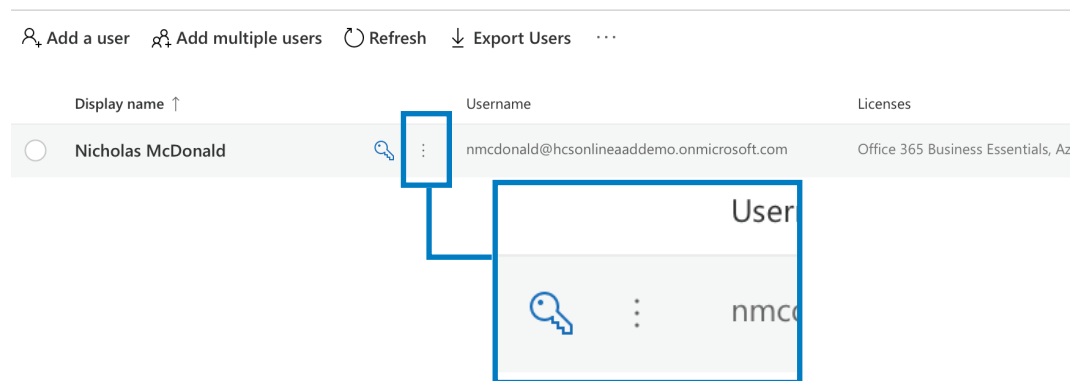 Add a user Add multiple users Refresh Export Users ...
Display name ↑ Username Licenses
Nicholas McDonald nmcdonald@hcsonlineaaddemo.onmicrosoft.com Office 365 Business Essentials, Az
User
nmc